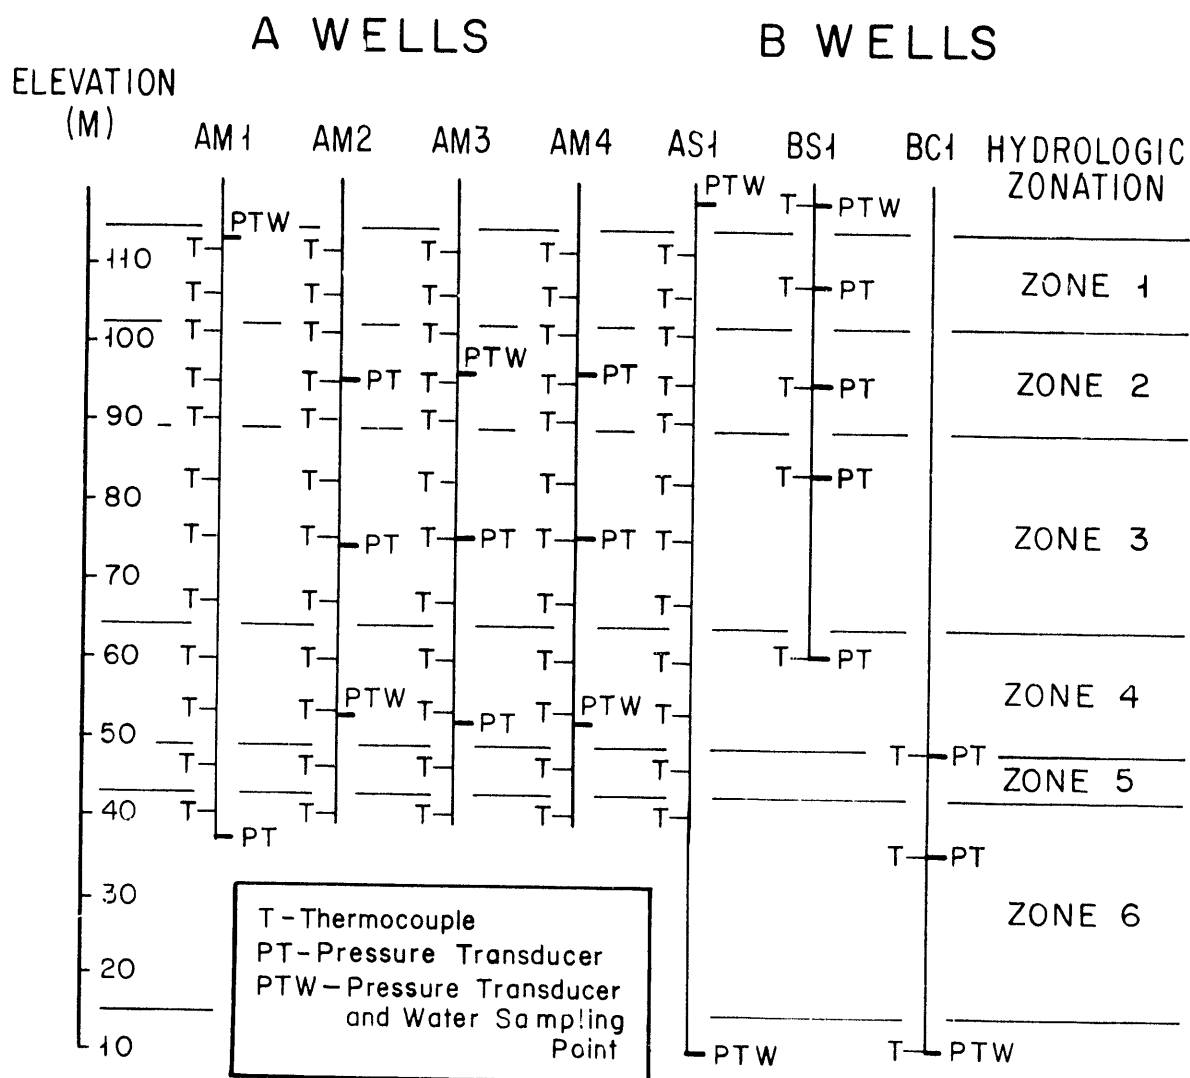 A WELLS B WELLS
ELEVATION
(M)
AM1 AM2 AM3 AM4 AS1 BS1 BC1 HYDROLOGIC
ZONATION
PTW T PTW
PTW
T T T T T
110
T PT ZONE 1
T T T T T
T T T T T
100
PTW
T T PT T T PT T T PT ZONE 2
90
T T T T T
T T T T T T PT
80
T T T PT T PT T ZONE 3
PT
70
T T T T T
60
T T T T T T PT
PTW PTW ZONE 4
T T T T T
PT
50
T PT
T T T T T ZONE 5
40
T T T T T
PT
T PT
30
ZONE 6
20
10
PTW T PTW
T-Thermocouple
PT-Pressure Transducer
PTW-Pressure Transducer
and Water Sampling
Point